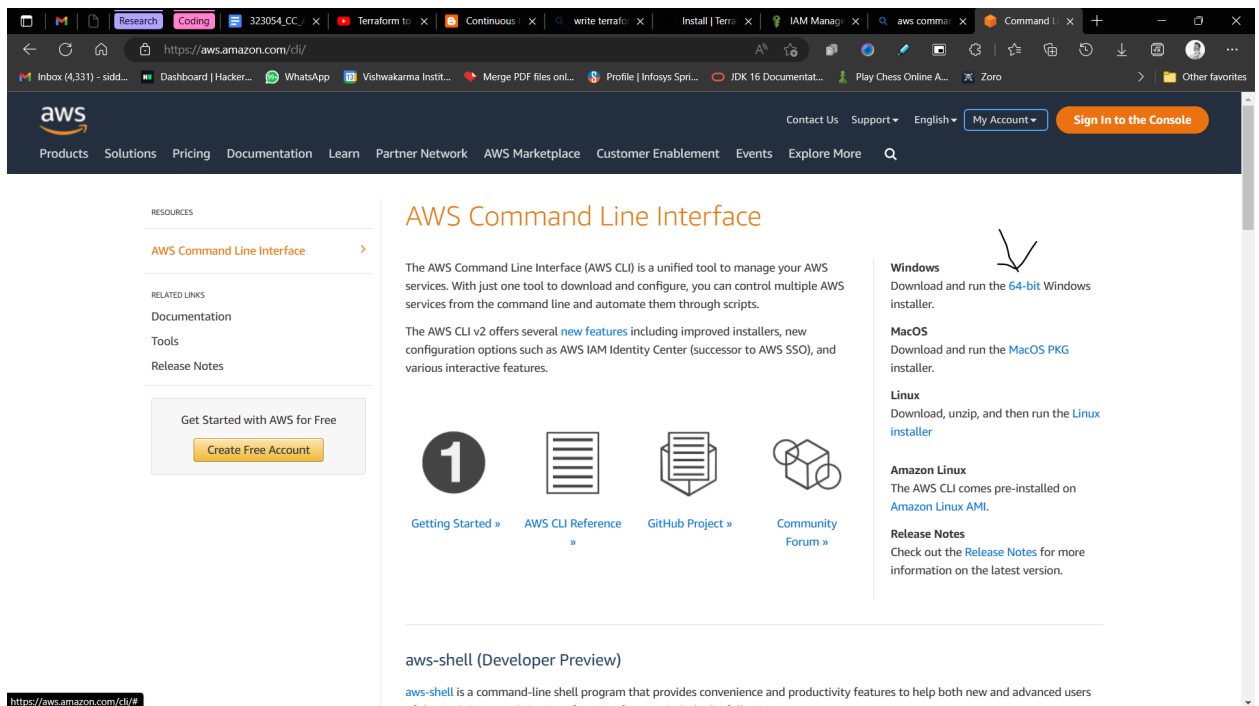 Research
Coding
323054_CC_/
Terraform to
Continuous
write terrafor
Install | Terra
IAM Manage
aws comman
Command Li
https://aws.amazon.com/cli/
Inbox (4,331) - sidd...
Dashboard | Hacker...
WhatsApp
Vishwakarma Instit...
Merge PDF files onl...
Profile | Infosys Spri...
JDK 16 Documentat...
Play Chess Online A...
Zoro
Other favorites
aws
Contact Us Support English My Account Sign In to the Console
Products Solutions Pricing Documentation Learn Partner Network AWS Marketplace Customer Enablement Events Explore More
RESOURCES
AWS Command Line Interface
RELATED LINKS
Documentation
Tools
Release Notes
Get Started with AWS for Free
Create Free Account
AWS Command Line Interface
The AWS Command Line Interface (AWS CLI) is a unified tool to manage your AWS
services. With just one tool to download and configure, you can control multiple AWS
services from the command line and automate them through scripts.
The AWS CLI v2 offers several new features including improved installers, new
configuration options such as AWS IAM Identity Center (successor to AWS SSO), and
various interactive features.
1
Getting Started »
AWS CLI Reference
»
GitHub Project »
Community
Forum »
Windows
Download and run the 64-bit Windows
installer.
MacOS
Download and run the MacOS PKG
installer.
Linux
Download, unzip, and then run the Linux
installer
Amazon Linux
The AWS CLI comes pre-installed on
Amazon Linux AMI.
Release Notes
Check out the Release Notes for more
information on the latest version.
aws-shell (Developer Preview)
aws-shell is a command-line shell program that provides convenience and productivity features to help both new and advanced users
https://aws.amazon.com/cli/#